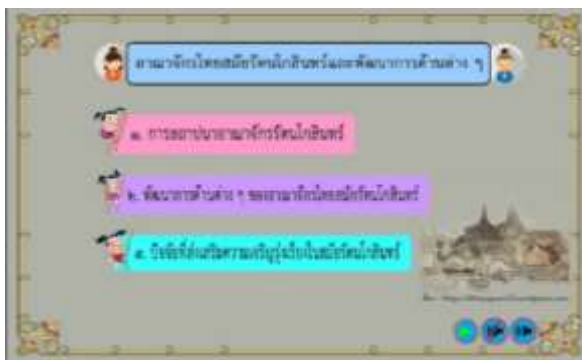 อาณาจักรไทยสมัยรัตนโกสินทร์และพัฒนาการด้านต่าง ๆ
๑. การสถาปนาอาณาจักรรัตนโกสินทร์
๒. พัฒนาการด้านต่าง ๆ ของอาณาจักรไทยสมัยรัตนโกสินทร์
๓. ปัจจัยที่ส่งเสริมความเจริญรุ่งเรืองในสมัยรัตนโกสินทร์